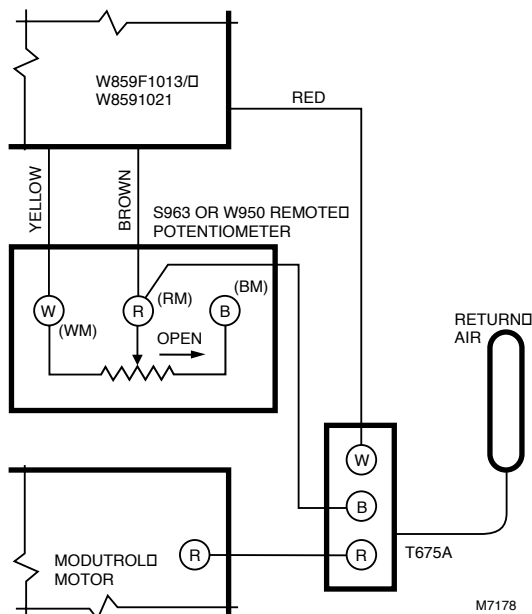 W859F1013/□
W8591021
RED
YELLOW
BROWN
S963 OR W950 REMOTE□
POTENTIOMETER
W
(WM)
R
(RM)
B
(BM)
OPEN
RETURN□
AIR
W
B
R
T675A
MODUTROL□
MOTOR
R
M7178